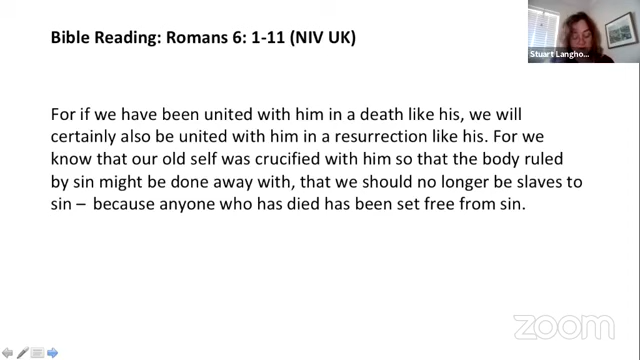 Bible Reading: Romans 6: 1-11 (NIV UK)
Stuart Langho...
For if we have been united with him in a death like his, we will
certainly also be united with him in a resurrection like his. For we
know that our old self was crucified with him so that the body ruled
by sin might be done away with, that we should no longer be slaves to
sin – because anyone who has died has been set free from sin.
zoom